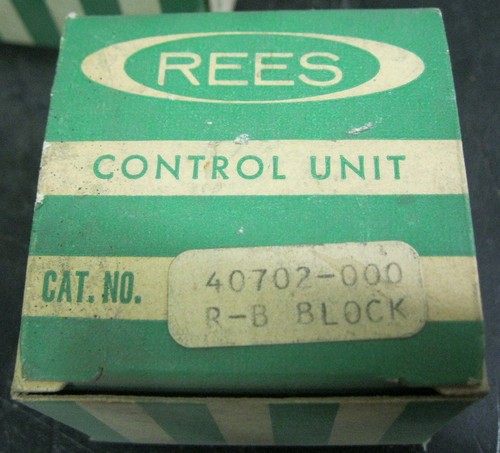 REES
CONTROL UNIT
CAT. NO.
40702-000
R-B BLOCK